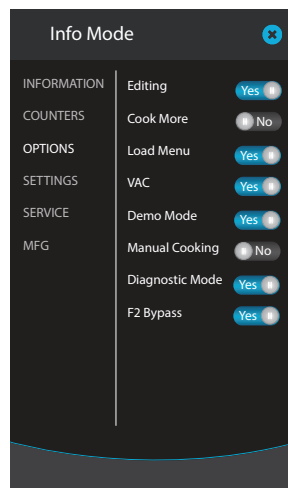 Info Mode
INFORMATION
COUNTERS
OPTIONS
SETTINGS
SERVICE
MFG
Editing Yes
Cook More No
Load Menu Yes
VAC Yes
Demo Mode Yes
Manual Cooking No
Diagnostic Mode Yes
F2 Bypass Yes